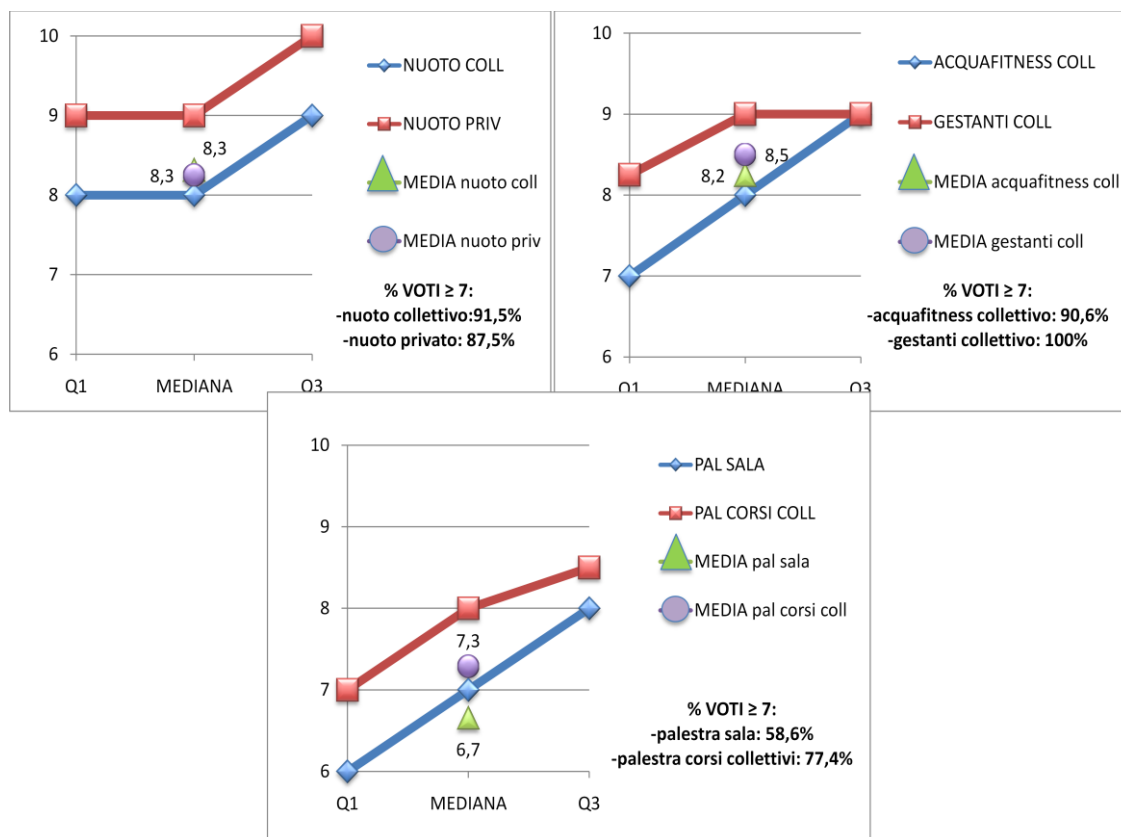 10
9
8
7
6
Q1
MEDIANA
Q3
8,3
8,3
NUOTO COLL
NUOTO PRIV
MEDIA nuoto coll
MEDIA nuoto priv
% VOTI ≥ 7:
-nuoto collettivo:91,5%
-nuoto privato: 87,5%
10
9
8
7
6
Q1
MEDIANA
Q3
8,5
8,2
ACQUAFITNESS COLL
GESTANTI COLL
MEDIA acquafitness coll
MEDIA gestanti coll
% VOTI ≥ 7:
-acquafitness collettivo: 90,6%
-gestanti collettivo: 100%
10
9
8
7
6
Q1
MEDIANA
Q3
7,3
6,7
PAL SALA
PAL CORSI COLL
MEDIA pal sala
MEDIA pal corsi coll
% VOTI ≥ 7:
-palestra sala: 58,6%
-palestra corsi collettivi: 77,4%